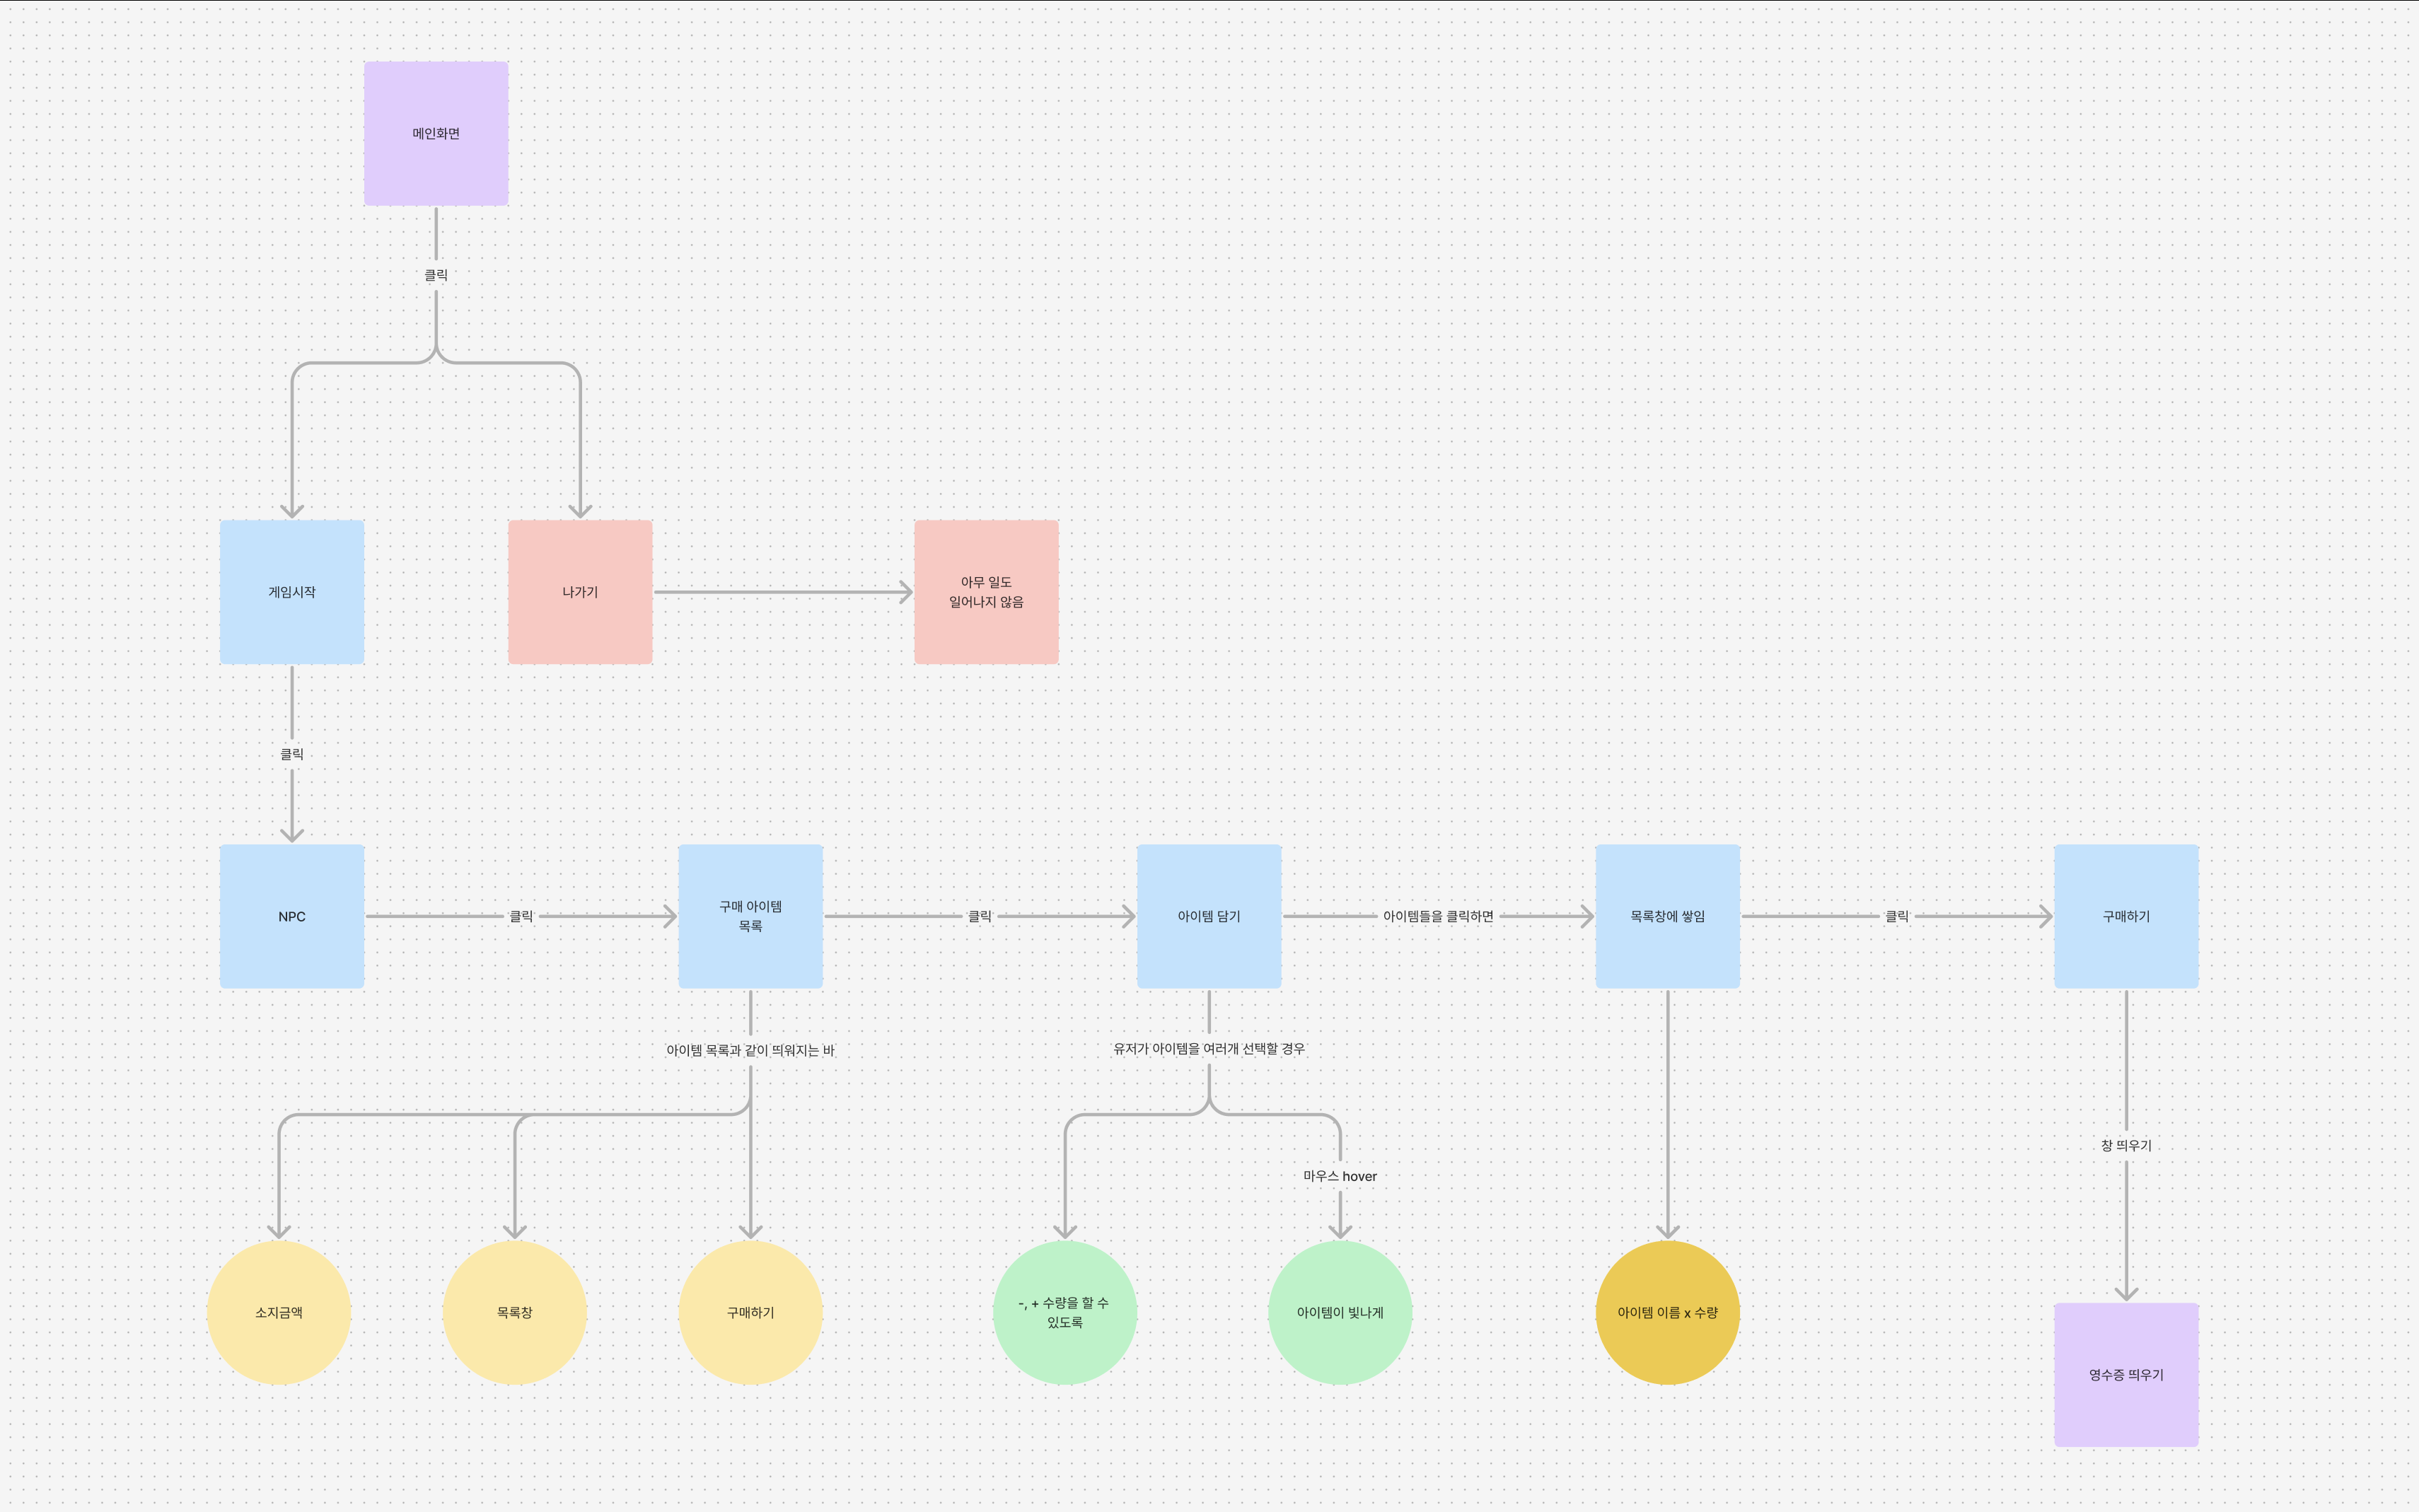 메인화면
클릭
게임시작
나가기
아무 일도
일어나지 않음
클릭
NPC
클릭
구매 아이템
목록
클릭
아이템 담기
아이템들을 클릭하면
목록창에 쌓임
클릭
구매하기
아이템 목록과 같이 띄워지는 바
유저가 아이템을 여러개 선택할 경우
창 띄우기
마우스 hover
소지금액
목록창
구매하기
-, + 수량을 할 수
있도록
아이템이 빛나게
아이템 이름 x 수량
영수증 띄우기